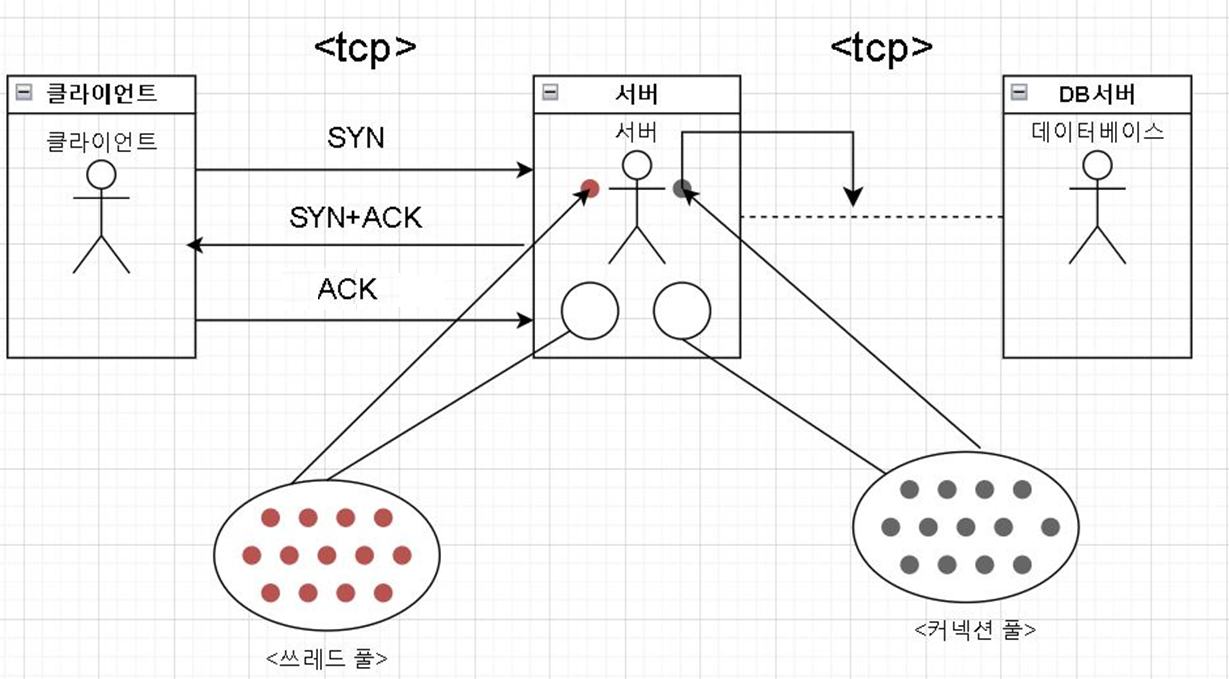 <tcp>
<tcp>
클라이언트
서버
DB서버
클라이언트
서버
데이터베이스
SYN
SYN+ACK
ACK
<쓰레드 풀>
<커넥션 풀>